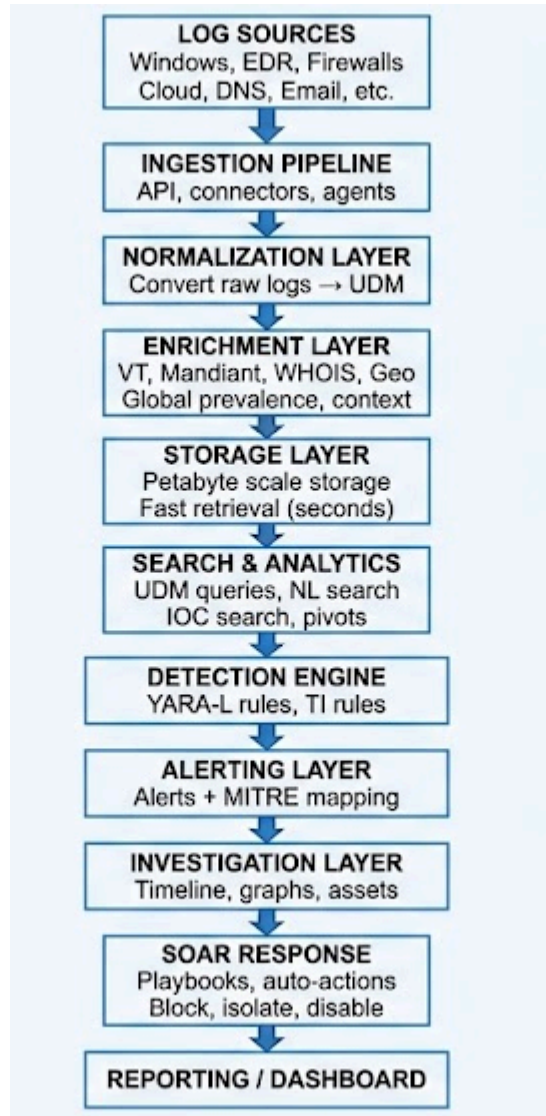 LOG SOURCES
Windows, EDR, Firewalls
Cloud, DNS, Email, etc.
INGESTION PIPELINE
API, connectors, agents
NORMALIZATION LAYER
Convert raw logs → UDM
ENRICHMENT LAYER
VT, Mandiant, WHOIS, Geo
Global prevalence, context
STORAGE LAYER
Petabyte scale storage
Fast retrieval (seconds)
SEARCH & ANALYTICS
UDM queries, NL search
IOC search, pivots
DETECTION ENGINE
YARA-L rules, TI rules
ALERTING LAYER
Alerts + MITRE mapping
INVESTIGATION LAYER
Timeline, graphs, assets
SOAR RESPONSE
Playbooks, auto-actions
Block, isolate, disable
REPORTING / DASHBOARD